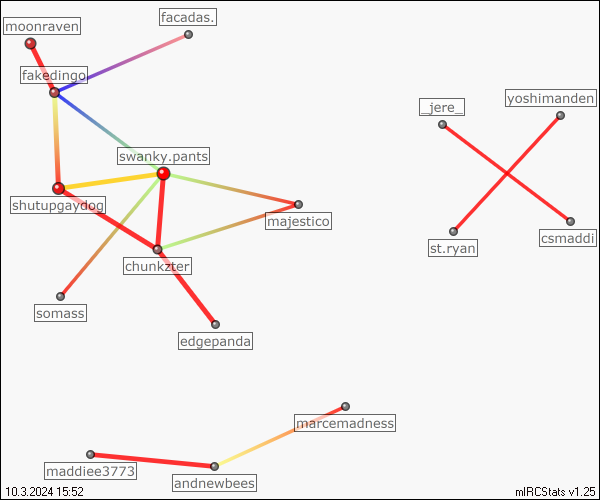 facadas.
moonraven
fakedingo
yoshimanden
_jere_
swanky.pants
shutupgaydog
majestico
csmaddi
st.ryan
chunkzter
somass
edgepanda
marcemadness
maddiee3773
andnewbees
10.3.2024 15:52
mIRCStats v1.25